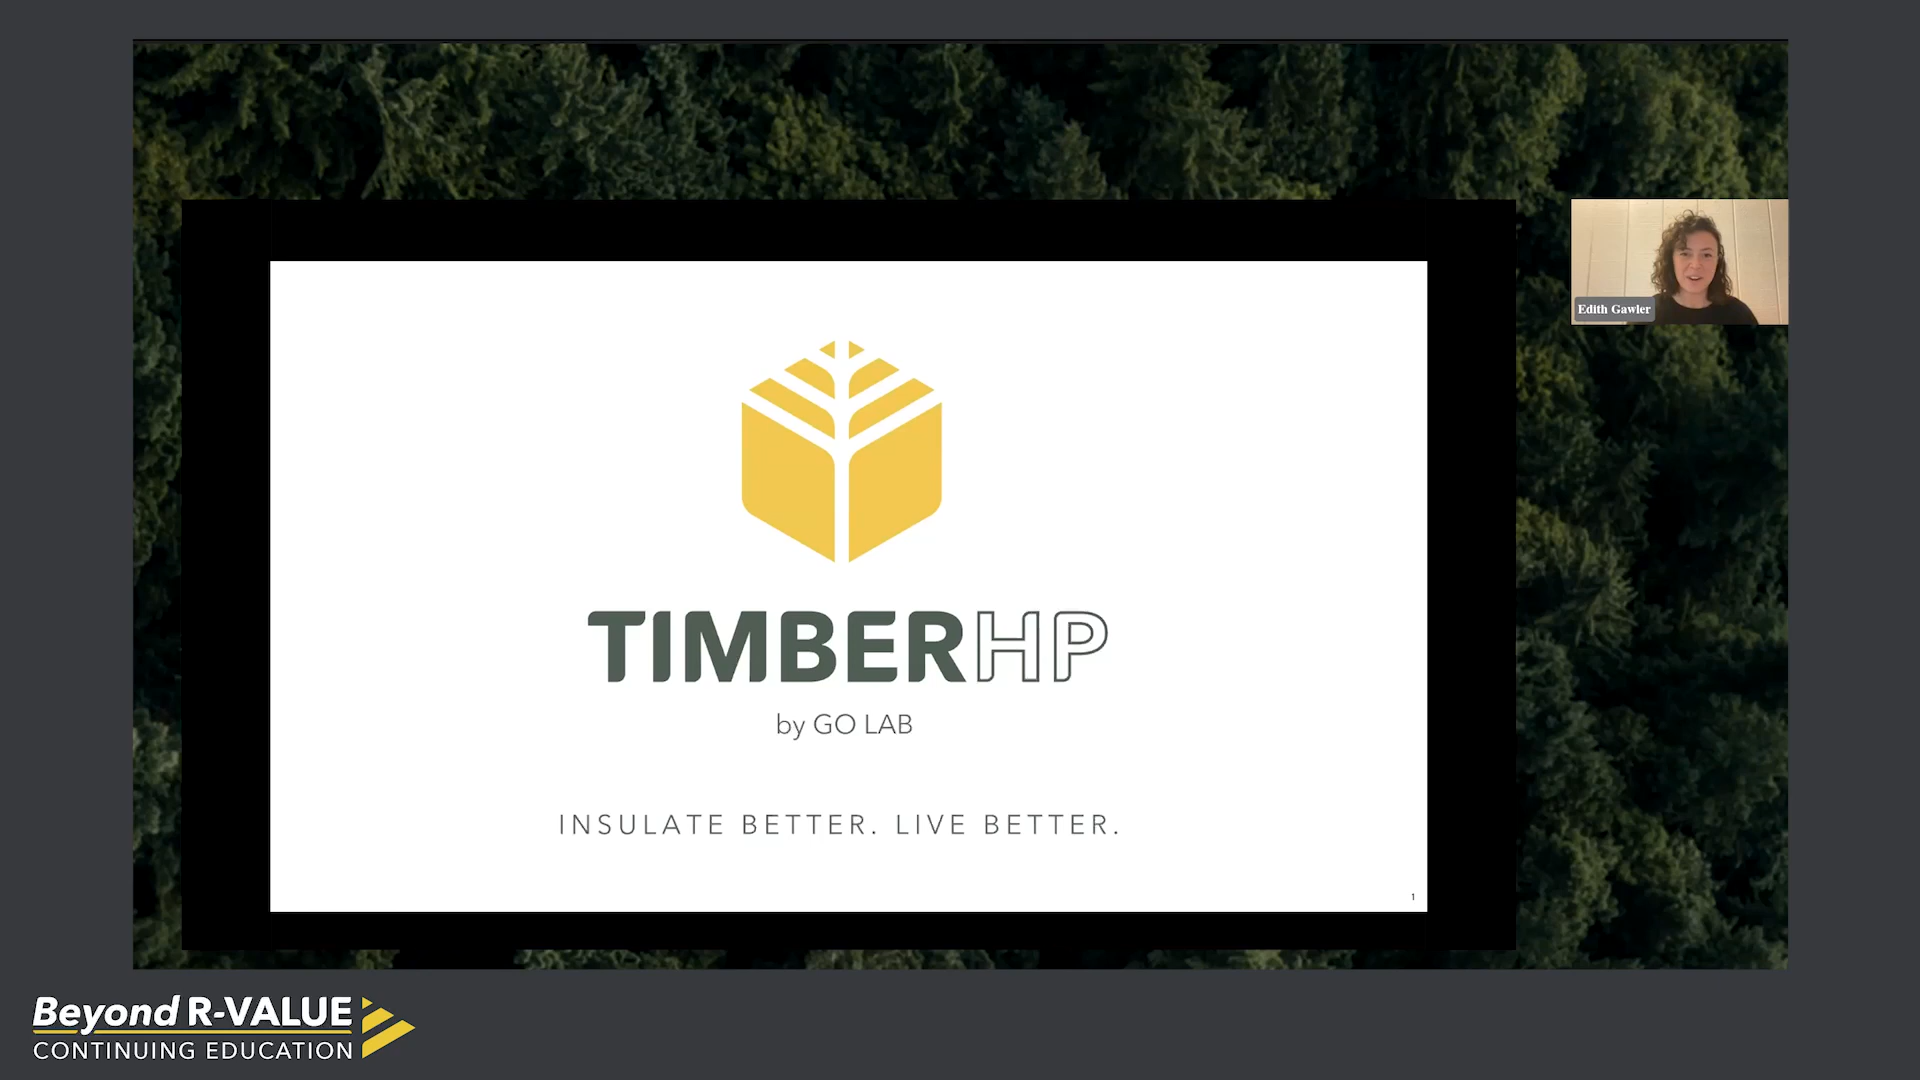 Edith Gawler
TIMBERHP
by GO LAB
INSULATE BETTER. LIVE BETTER.
1
Beyond R-VALUE
CONTINUING EDUCATION